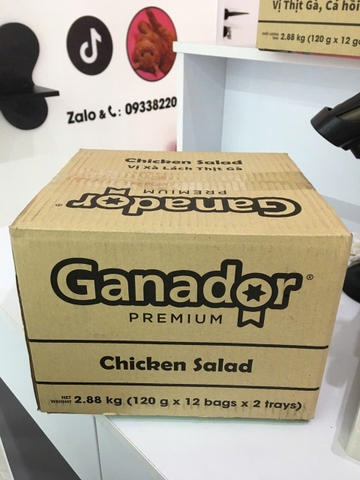 Vị Thịt Gà, Cá hồi
2.88 kg (120 g x 12 
Zalo & : 09338220
Chicken Salad
Vị Xà Lách Thịt Gà
Ganador®
PREMIUM
Ganador®
PREMIUM
Chicken Salad
NET WEIGHT 2.88 kg (120 g x 12 bags x 2 trays)